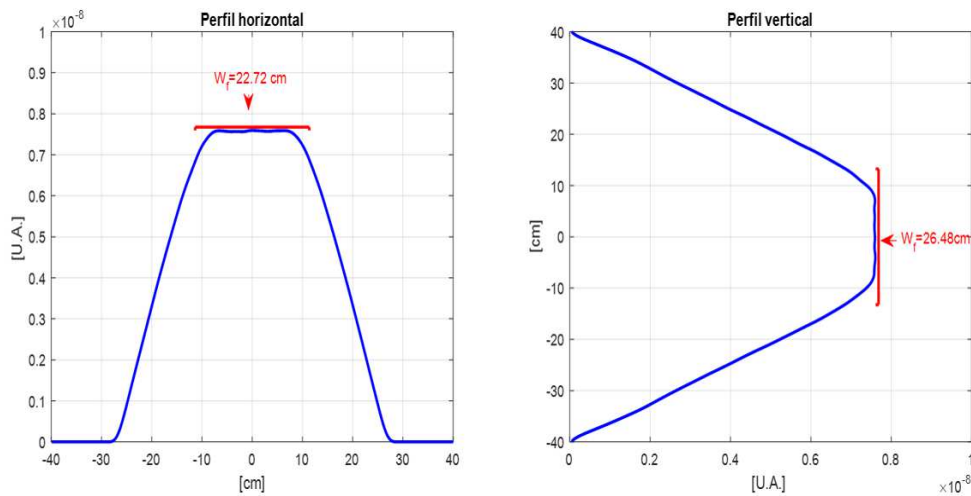 ×10⁻⁸
Perfil horizontal
1
0.9
0.8
0.7
0.6
0.5
0.4
0.3
0.2
0.1
0
[U.A.]
W_f=22.72 cm
-40 -30 -20 -10 0 10 20 30 40
[cm]
Perfil vertical
40
30
20
10
0
-10
-20
-30
-40
[cm]
W_f=26.48cm
0 0.2 0.4 0.6 0.8 1
[U.A.]
×10⁻⁸